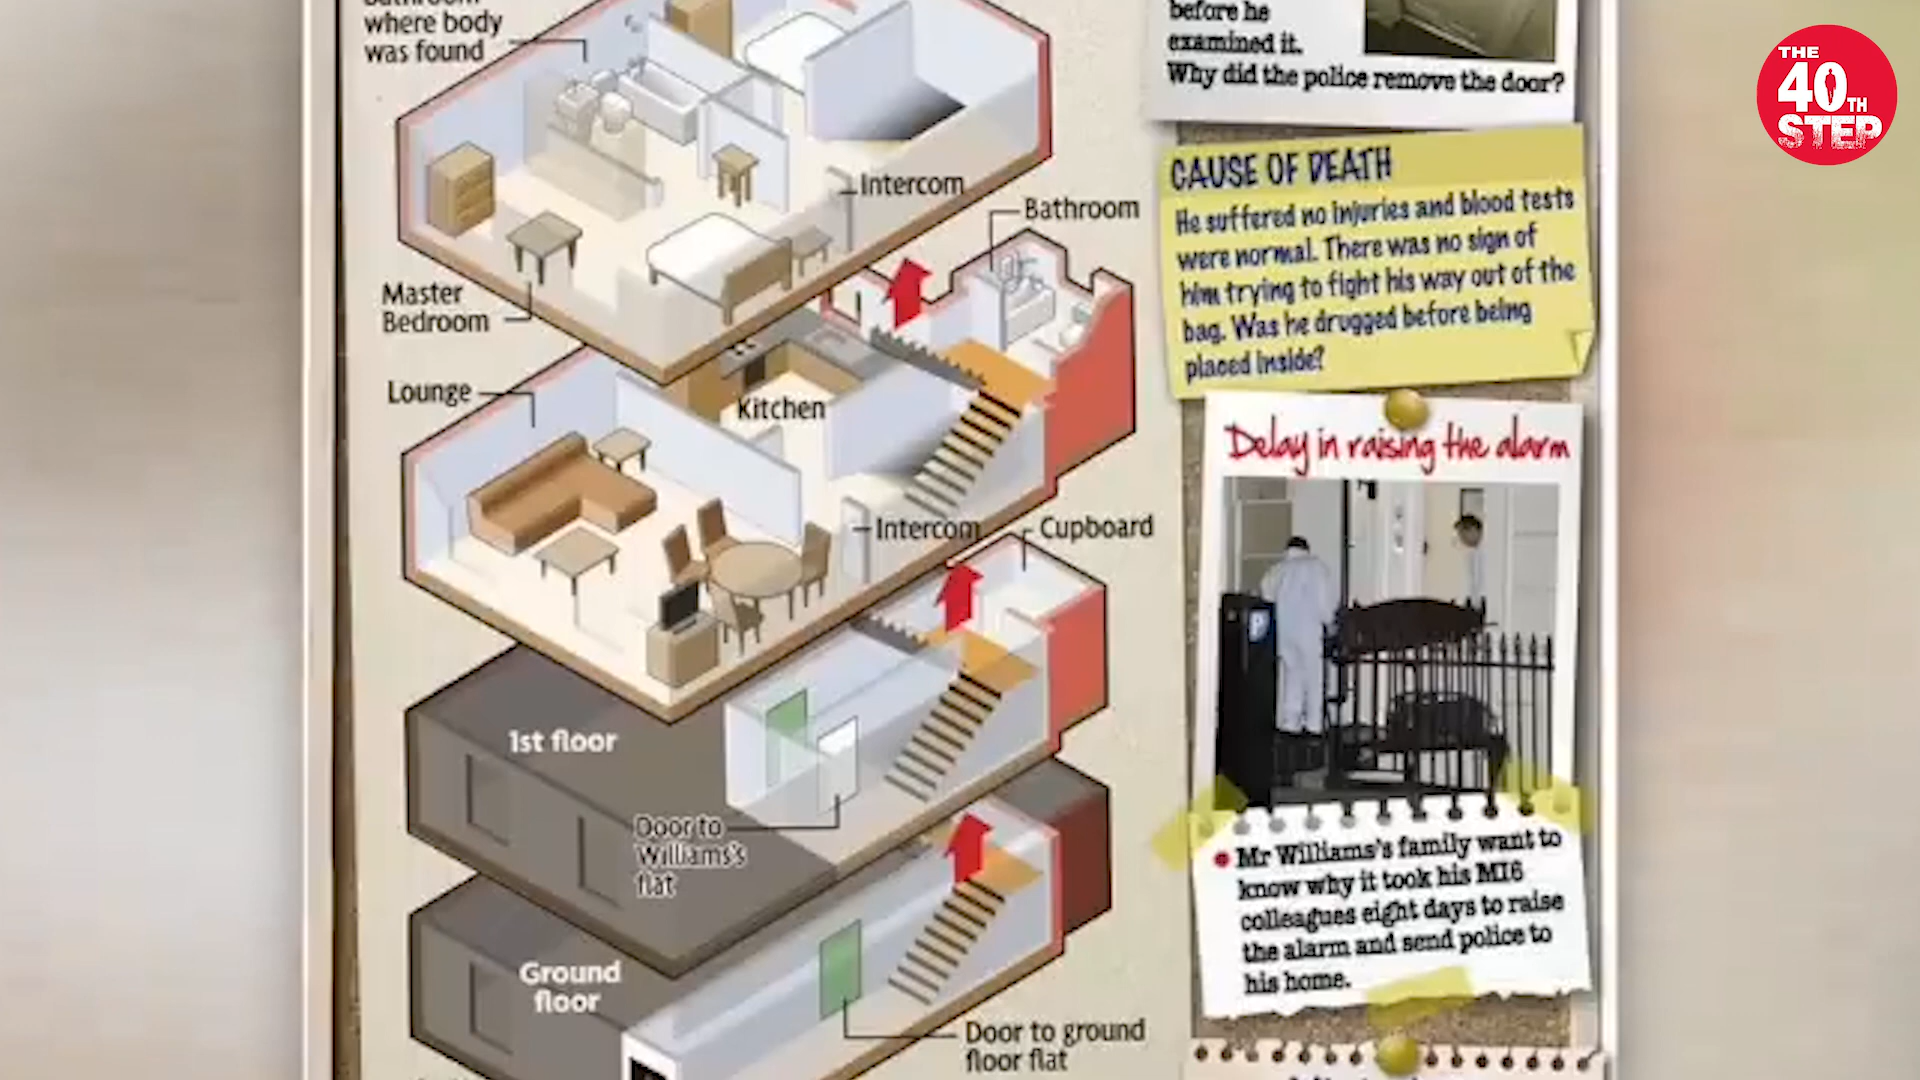 where body
was found
Intercom
Bathroom
Master
Bedroom
Lounge
Kitchen
Intercom
Cupboard
1st floor
Door to
Williams's
flat
Ground
floor
Door to ground
floor flat
before he
examined it.
Why did the police remove the door?
CAUSE OF DEATH
He suffered no injuries and blood tests
were normal. There was no sign of
him trying to fight his way out of the
bag. Was he drugged before being
placed inside?
Delay in raising the alarm
P
Mr Williams's family want to
know why it took his MI6
colleagues eight days to raise
the alarm and send police to
his home.
THE
40TH
STEP